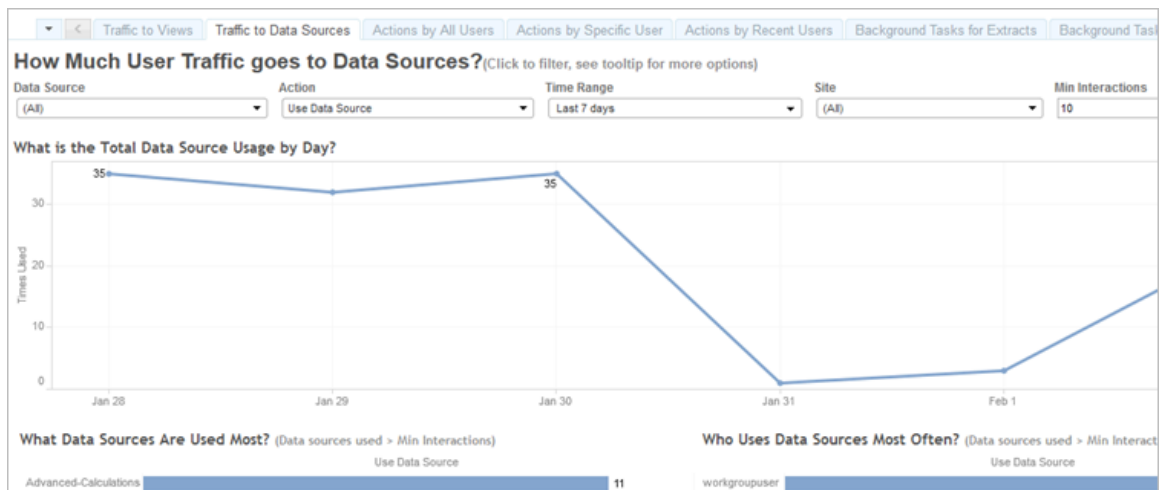 Traffic to Views Traffic to Data Sources Actions by All Users Actions by Specific User Actions by Recent Users Background Tasks for Extracts Background Tas
How Much User Traffic goes to Data Sources?(Click to filter, see tooltip for more options)
Data Source Action Time Range Site Min Interactions
(All) Use Data Source Last 7 days (All) 10
What is the Total Data Source Usage by Day?
35
35
30
20
10
0
Times Used
Jan 28 Jan 29 Jan 30 Jan 31 Feb 1
What Data Sources Are Used Most? (Data sources used > Min Interactions) Who Uses Data Sources Most Often? (Data sources used > Min Interact
Use Data Source Use Data Source
Advanced-Calculations 11 workgroupuser